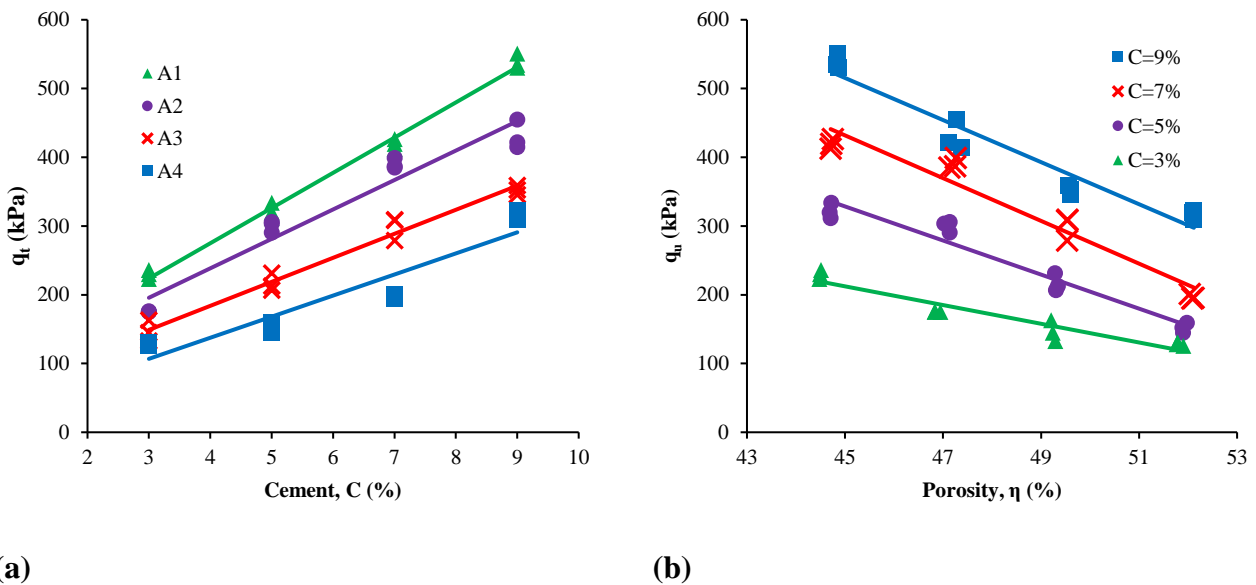 600
500
400
300
200
100
0
qt (kPa)
A1
A2
A3
A4
2 3 4 5 6 7 8 9 10
Cement, C (%)
(a)
600
500
400
300
200
100
0
qu (kPa)
C=9%
C=7%
C=5%
C=3%
43 45 47 49 51 53
Porosity, η (%)
(b)